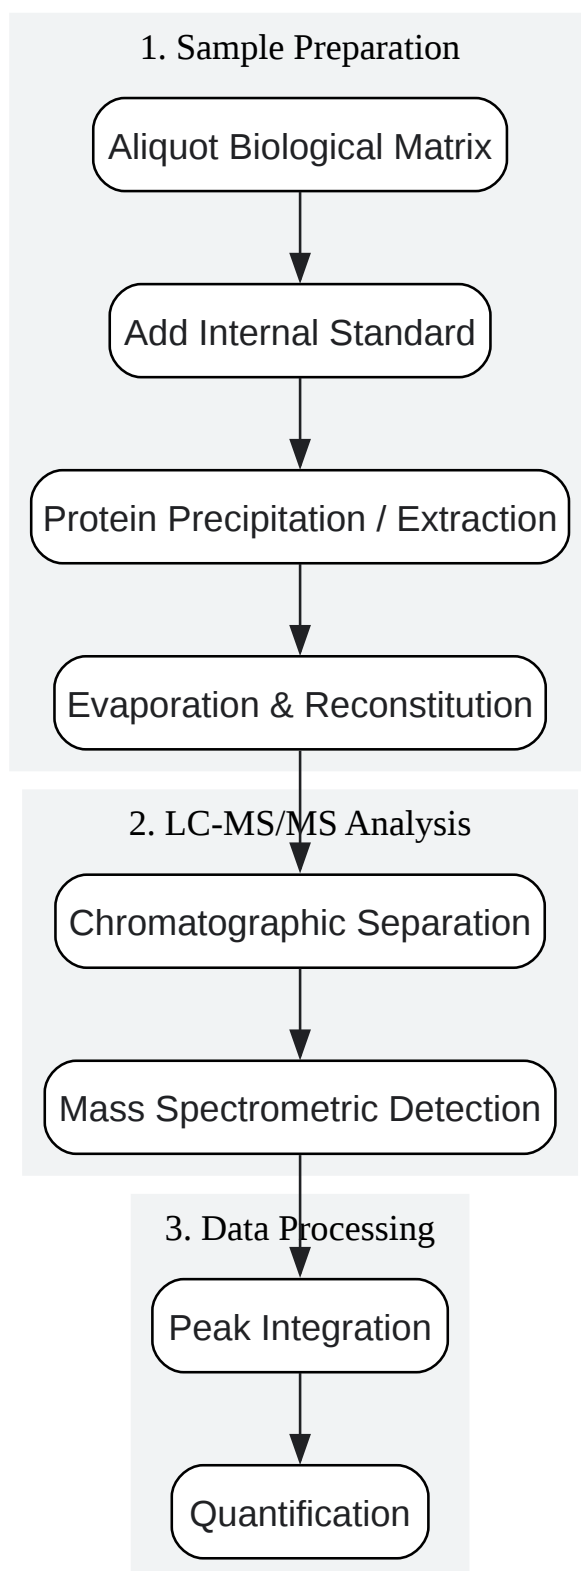 1. Sample Preparation
Aliquot Biological Matrix
Add Internal Standard
Protein Precipitation / Extraction
Evaporation & Reconstitution
2. LC-MS/MS Analysis
Chromatographic Separation
Mass Spectrometric Detection
3. Data Processing
Peak Integration
Quantification